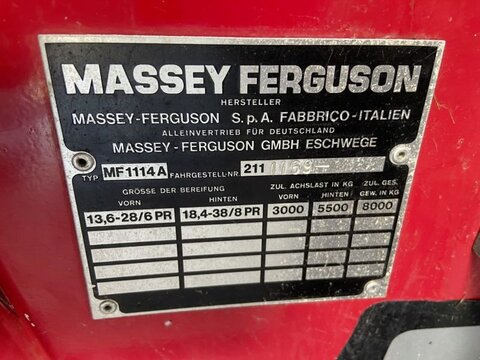 MASSEY FERGUSON
HERSTELLER
MASSEY-FERGUSON S.p.A. FABBRICO-ITALIEN
ALLEINVERTRIEB FÜR DEUTSCHLAND
MASSEY-FERGUSON GMBH ESCHWEGE
TYP MF1114A FAHRGESTELL-NR. 211
GRÖSSE DER BEREIFUNG ZUL. ACHSLAST IN KG ZUL. GES.
VORN HINTEN VORN HINTEN GEW. IN KG
13,6-28/6 PR 18,4-38/8 PR 3000 5500 8000